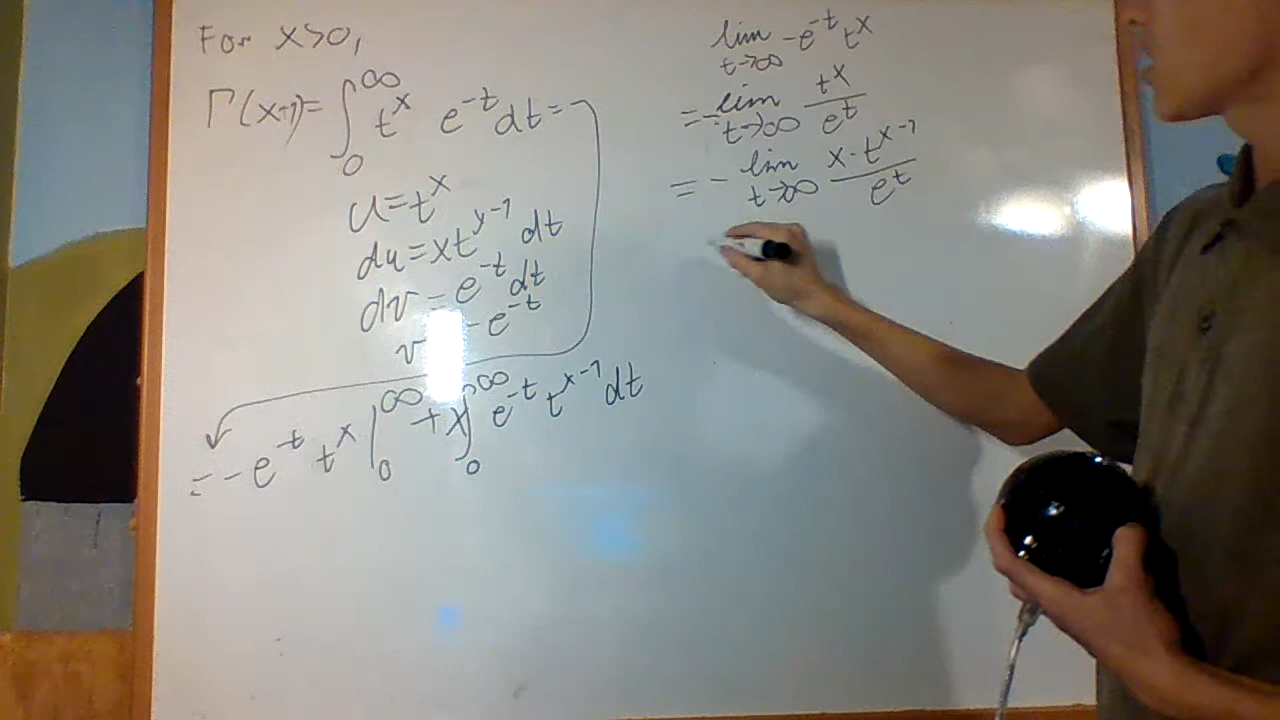 For x>0,
Γ(x+1)=∫₀^∞ t^x e^-t dt=
u=t^x
du=xt^x-1 dt
dv=e^-t dt
v -e^-t
=-e^-t t^x |₀^∞ +x∫₀^∞ e^-t t^x-1 dt
lim t→∞ -e^-t t^x
=-lim t→∞ t^x/e^t
=-lim t→∞ x·t^x-1/e^t